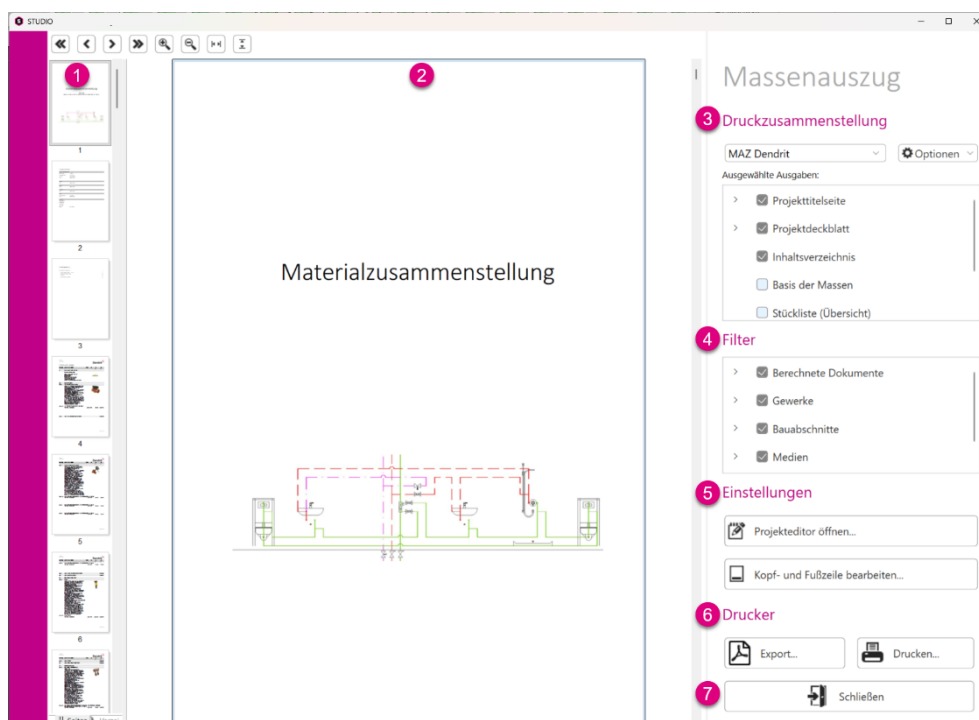 STUDIO
1
1
2
3
4
5
6
2
Materialzusammenstellung
Massenauszug
3 Druckzusammenstellung
MAZ Dendrit
Optionen
Ausgewählte Ausgaben:
Projekttitelseite
Projektdeckblatt
Inhaltsverzeichnis
Basis der Massen
Stückliste (Übersicht)
4 Filter
Berechnete Dokumente
Gewerke
Bauabschnitte
Medien
5 Einstellungen
Projekteditor öffnen...
Kopf- und Fußzeile bearbeiten...
6 Drucker
Export...
Drucken...
7
Schließen